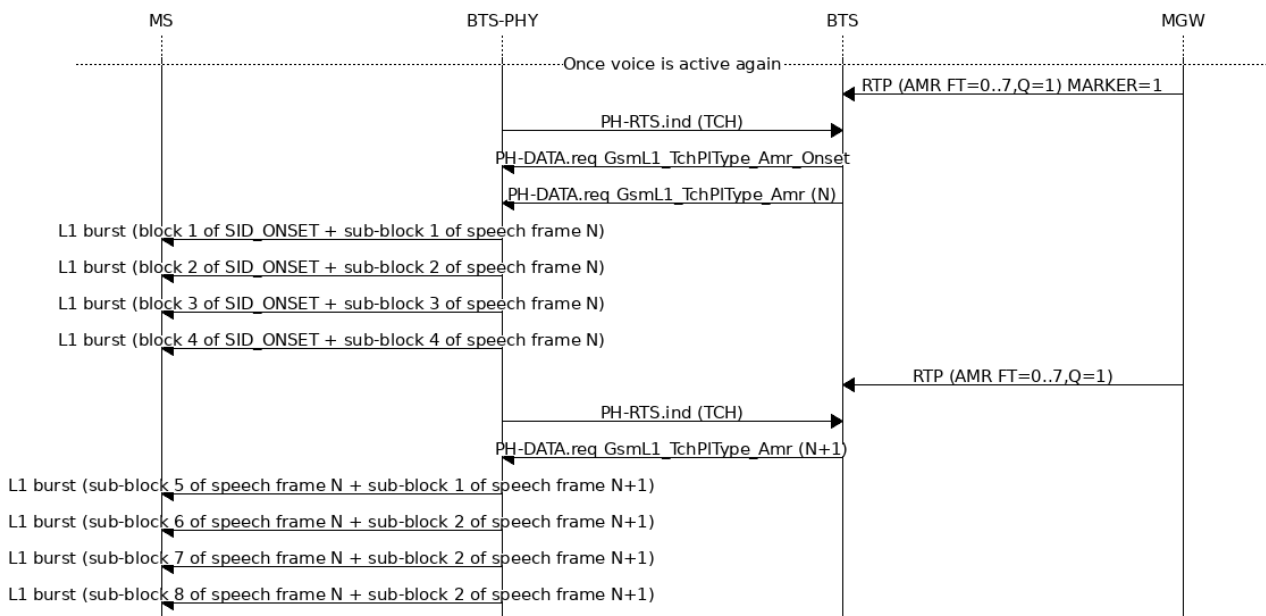 MS BTS-PHY BTS MGW
Once voice is active again
RTP (AMR FT=0..7,Q=1) MARKER=1
PH-RTS.ind (TCH)
PH-DATA.req GsmL1_TchPlType_Amr_Onset
PH-DATA.req GsmL1_TchPlType_Amr (N)
L1 burst (block 1 of SID_ONSET + sub-block 1 of speech frame N)
L1 burst (block 2 of SID_ONSET + sub-block 2 of speech frame N)
L1 burst (block 3 of SID_ONSET + sub-block 3 of speech frame N)
L1 burst (block 4 of SID_ONSET + sub-block 4 of speech frame N)
RTP (AMR FT=0..7,Q=1)
PH-RTS.ind (TCH)
PH-DATA.req GsmL1_TchPlType_Amr (N+1)
L1 burst (sub-block 5 of speech frame N + sub-block 1 of speech frame N+1)
L1 burst (sub-block 6 of speech frame N + sub-block 2 of speech frame N+1)
L1 burst (sub-block 7 of speech frame N + sub-block 2 of speech frame N+1)
L1 burst (sub-block 8 of speech frame N + sub-block 2 of speech frame N+1)